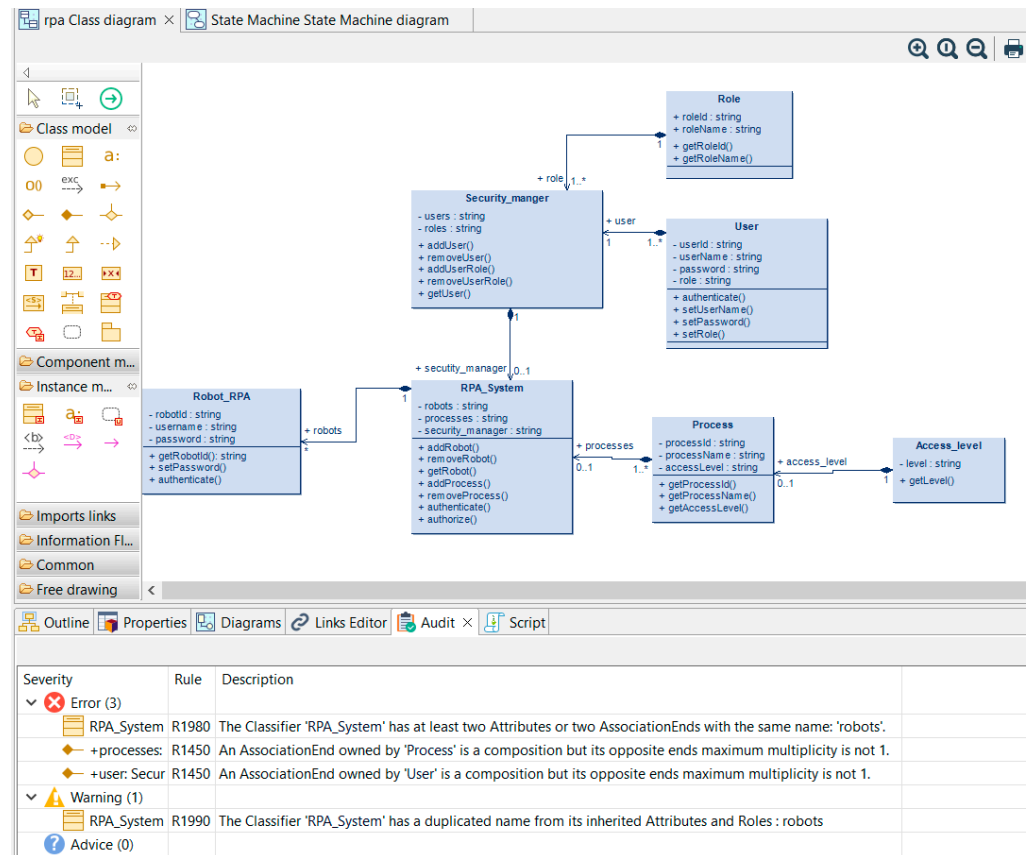 rpa Class diagram
State Machine State Machine diagram
Class model
a:
exc
T
12...
<S>
T
T
Component m...
Instance m...
a:
<b>
<D>
Imports links
Information Fl...
Common
Free drawing
Role
+ roleId : string
+ roleName : string
+ getRoleId()
+ getRoleName()
1
+ role
1..*
Security_manger
- users : string
- roles : string
+ addUser()
+ removeUser()
+ addUserRole()
+ removeUserRole()
+ getUser()
+ user
1
1..*
User
- userId : string
- userName : string
- password : string
- role : string
+ authenticate()
+ setUserName()
+ setPassword()
+ setRole()
1
+ secutity_manager
0..1
RPA_System
- robots : string
- processes : string
- security_manager : string
+ addRobot()
+ removeRobot()
+ getRobot()
+ addProcess()
+ removeProcess()
+ authenticate()
+ authorize()
Robot_RPA
- robotId : string
- username : string
- password : string
+ getRobotId(): string
+ setPassword()
+ authenticate()
+ robots
*
1
+ processes
0..1
1..*
Process
- processId : string
- processName : string
- accessLevel : string
+ getProcessId()
+ getProcessName()
+ getAccessLevel()
+ access_level
0..1
1
Access_level
- level : string
+ getLevel()
Outline
Properties
Diagrams
Links Editor
Audit
Script
Severity Rule Description
Error (3)
RPA_System R1980 The Classifier 'RPA_System' has at least two Attributes or two AssociationEnds with the same name: 'robots'.
+processes: R1450 An AssociationEnd owned by 'Process' is a composition but its opposite ends maximum multiplicity is not 1.
+user: Secur R1450 An AssociationEnd owned by 'User' is a composition but its opposite ends maximum multiplicity is not 1.
Warning (1)
RPA_System R1990 The Classifier 'RPA_System' has a duplicated name from its inherited Attributes and Roles : robots
Advice (0)